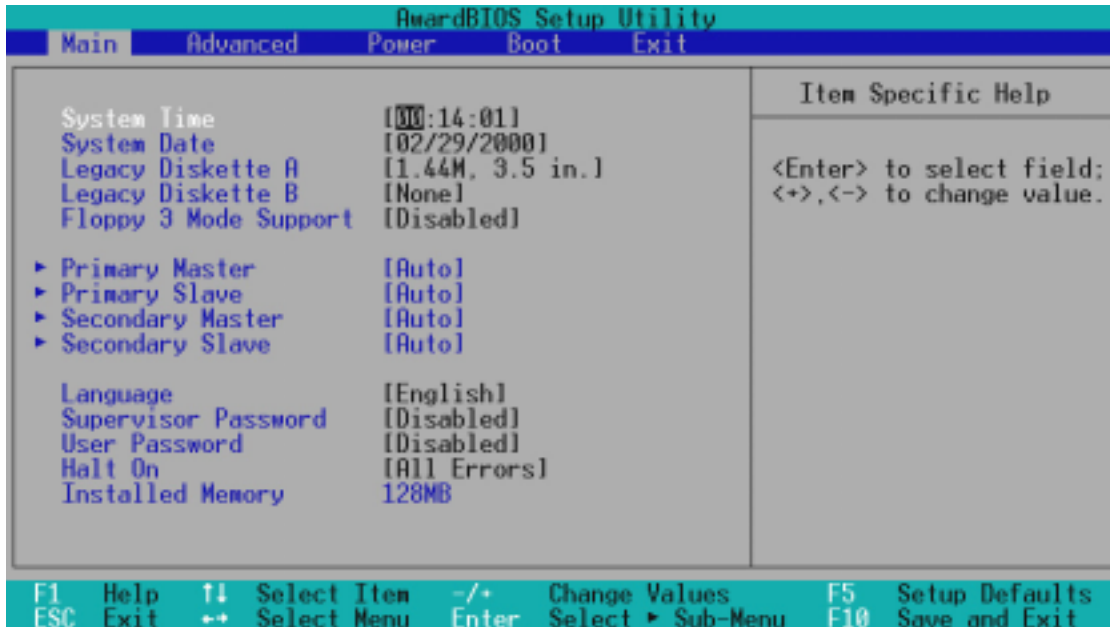 AwardBIOS Setup Utility
Main Advanced Power Boot Exit
Item Specific Help
System Time [00:14:01]
System Date [02/29/2000]
Legacy Diskette A [1.44M, 3.5 in.]
Legacy Diskette B [None]
Floppy 3 Mode Support [Disabled]
▸ Primary Master [Auto]
▸ Primary Slave [Auto]
▸ Secondary Master [Auto]
▸ Secondary Slave [Auto]
Language [English]
Supervisor Password [Disabled]
User Password [Disabled]
Halt On [All Errors]
Installed Memory 128MB
<Enter> to select field;
<+>,<-> to change value.
F1 Help ↑↓ Select Item -/+ Change Values F5 Setup Defaults
ESC Exit ←→ Select Menu Enter Select ▸ Sub-Menu F10 Save and Exit